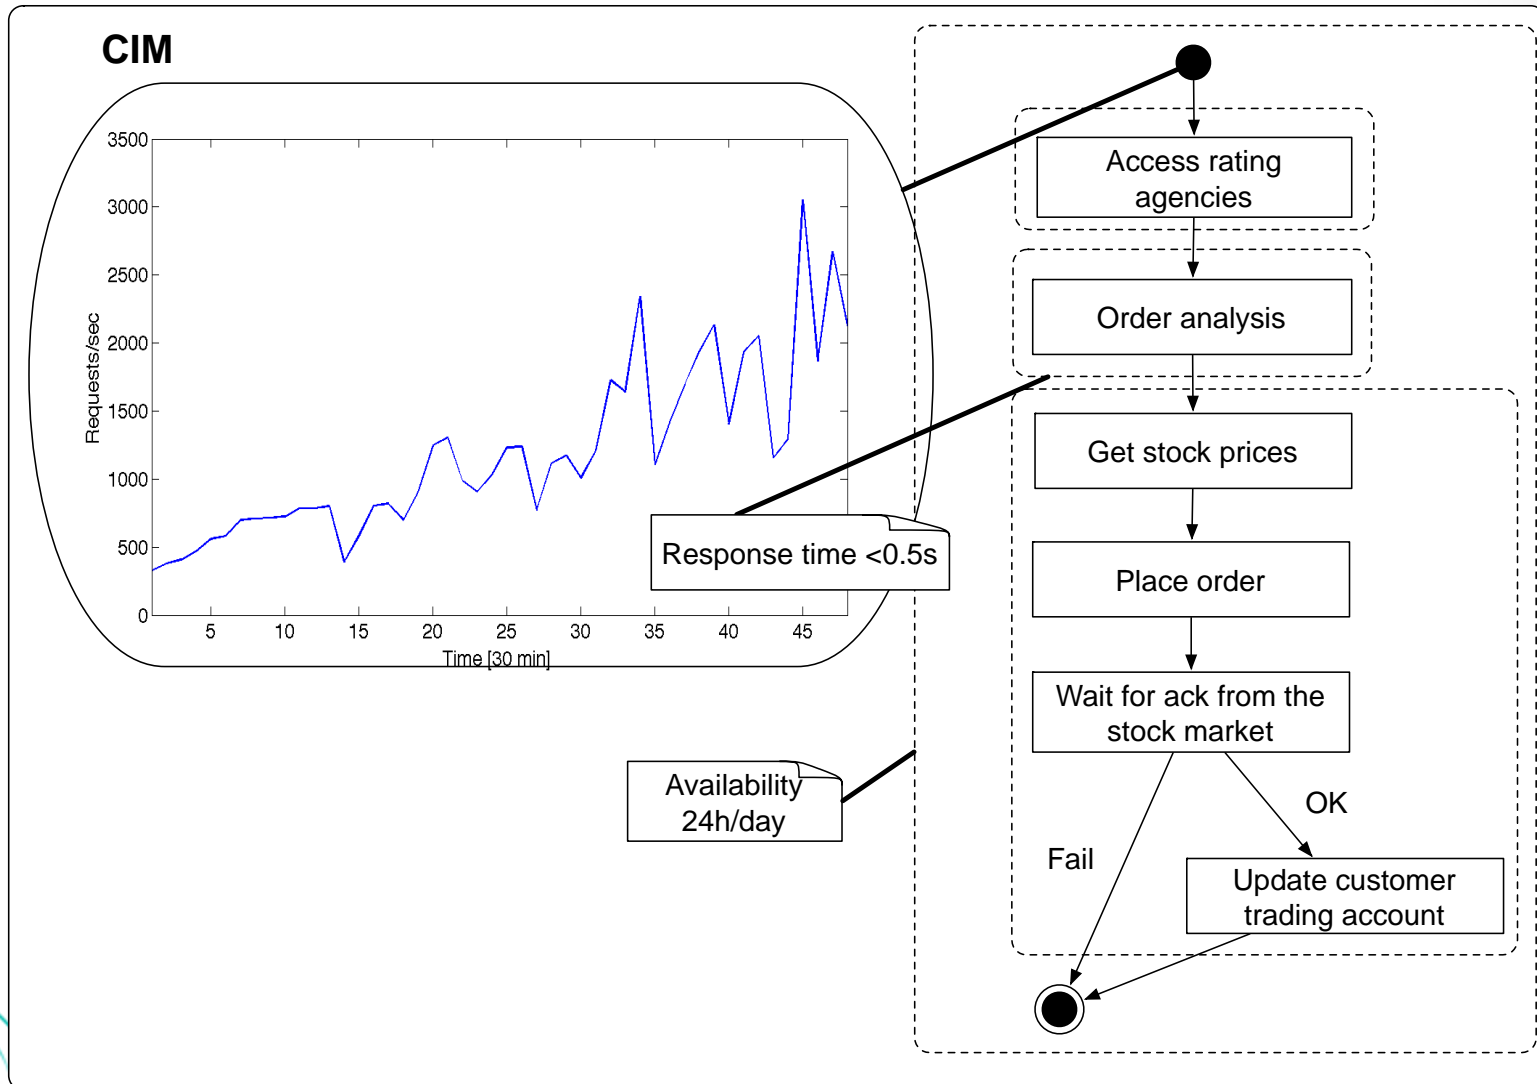 CIM
3500
3000
2500
2000
1500
1000
500
0
Requests/sec
5 10 15 20 25 30 35 40 45
Time [30 min]
Response time <0.5s
Availability
24h/day
Access rating
agencies
Order analysis
Get stock prices
Place order
Wait for ack from the
stock market
OK
Fail
Update customer
trading account